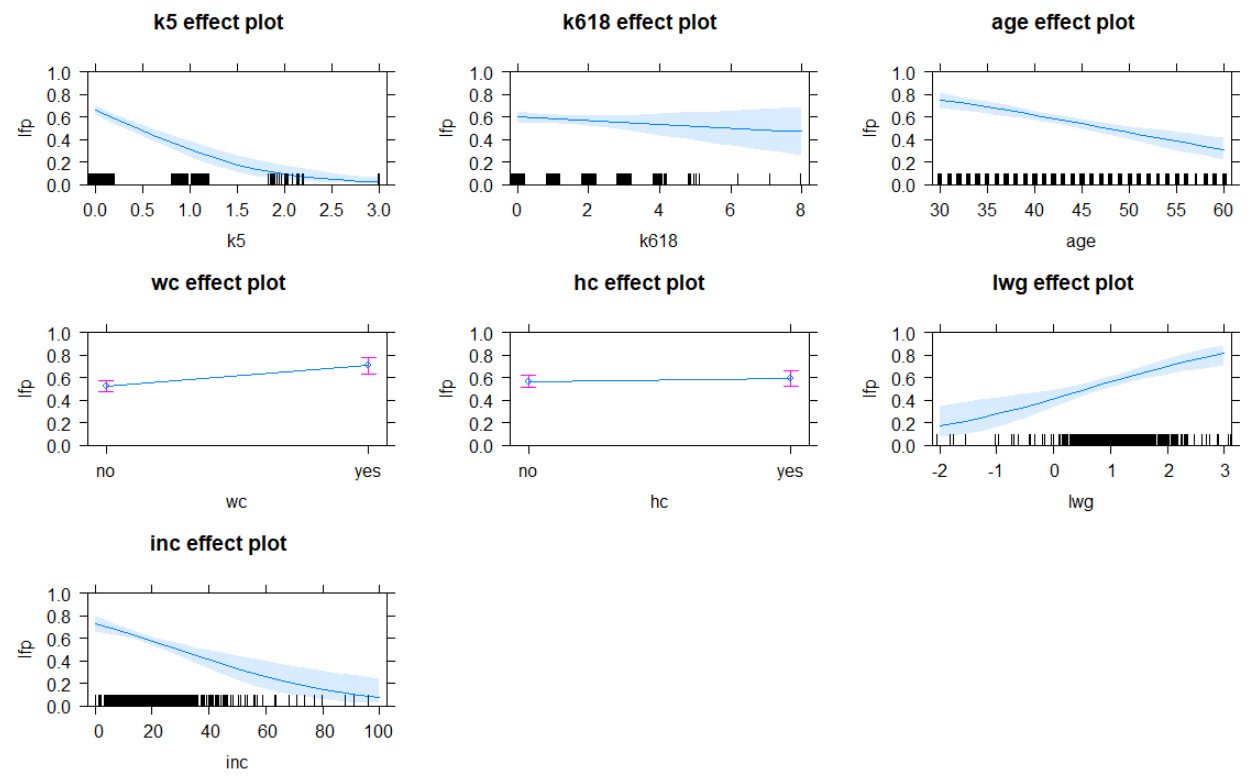 k5 effect plot
1.0
0.8
0.6
0.4
0.2
0.0
lfp
0.0 0.5 1.0 1.5 2.0 2.5 3.0
k5
k618 effect plot
1.0
0.8
0.6
0.4
0.2
0.0
lfp
0 2 4 6 8
k618
age effect plot
1.0
0.8
0.6
0.4
0.2
0.0
lfp
30 35 40 45 50 55 60
age
wc effect plot
1.0
0.8
0.6
0.4
0.2
0.0
lfp
no yes
wc
hc effect plot
1.0
0.8
0.6
0.4
0.2
0.0
lfp
no yes
hc
lwg effect plot
1.0
0.8
0.6
0.4
0.2
0.0
lfp
-2 -1 0 1 2 3
lwg
inc effect plot
1.0
0.8
0.6
0.4
0.2
0.0
lfp
0 20 40 60 80 100
inc